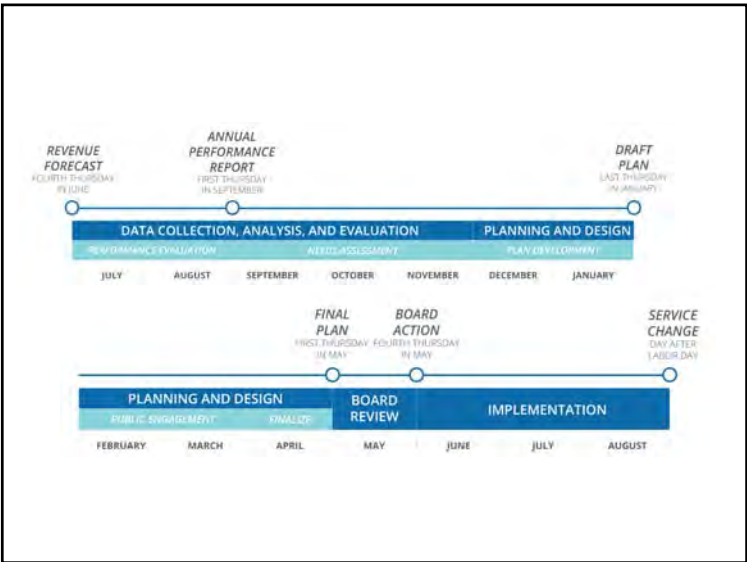 REVENUE
FORECAST
FOURTH THURSDAY
IN JUNE
ANNUAL
PERFORMANCE
REPORT
FIRST THURSDAY
IN SEPTEMBER
DRAFT
PLAN
LAST THURSDAY
IN JANUARY
DATA COLLECTION, ANALYSIS, AND EVALUATION
PLANNING AND DESIGN
PERFORMANCE EVALUATION
NEEDS ASSESSMENT
PLAN DEVELOPMENT
JULY
AUGUST
SEPTEMBER
OCTOBER
NOVEMBER
DECEMBER
JANUARY
FINAL
PLAN
FIRST THURSDAY
IN MAY
BOARD
ACTION
FOURTH THURSDAY
IN MAY
SERVICE
CHANGE
DAY AFTER
LABOR DAY
PLANNING AND DESIGN
PUBLIC ENGAGEMENT
FINALIZE
BOARD
REVIEW
IMPLEMENTATION
FEBRUARY
MARCH
APRIL
MAY
JUNE
JULY
AUGUST